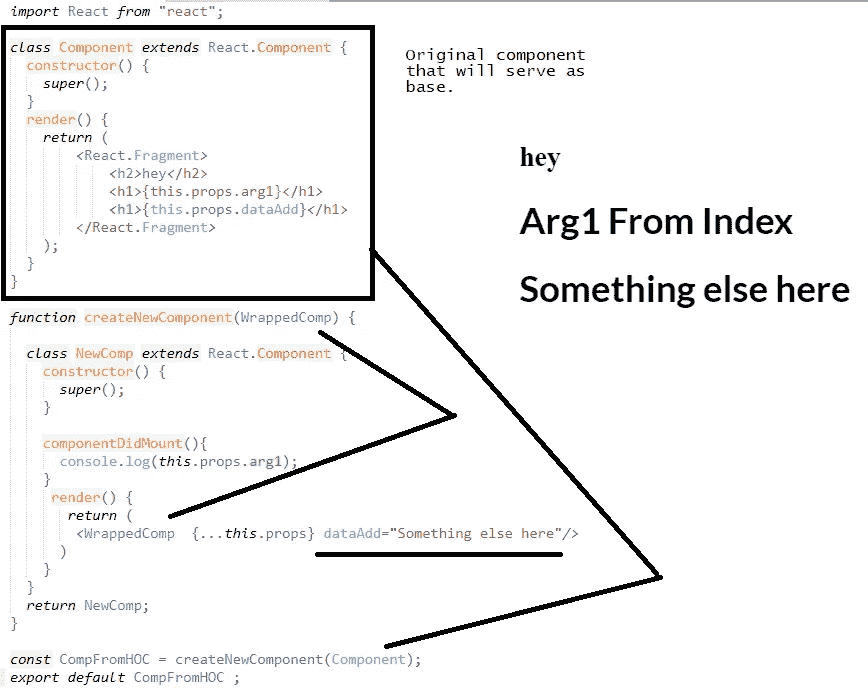 import React from "react";
class Component extends React.Component {
constructor() {
super();
}
render() {
return (
<React.Fragment>
<h2>hey</h2>
<h1>{this.props.arg1}</h1>
<h1>{this.props.dataAdd}</h1>
</React.Fragment>
);
}
}
Original component
that will serve as
base.
hey
Arg1 From Index
Something else here
function createNewComponent(WrappedComp) {
class NewComp extends React.Component {
constructor() {
super();
}
componentDidMount(){
console.log(this.props.arg1);
}
render() {
return (
<WrappedComp {...this.props} dataAdd="Something else here"/>
)
}
}
return NewComp;
}
const CompFromHOC = createNewComponent(Component);
export default CompFromHOC ;